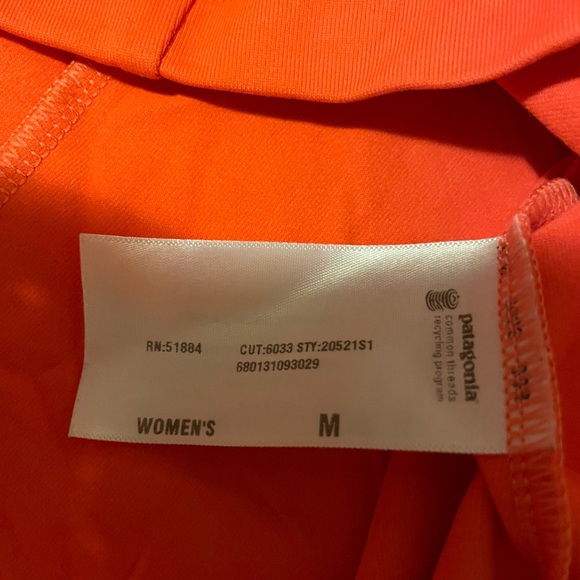 RN:51884 CUT:6033 STY:20521S1
680131093029
WOMEN'S M
patagonia
common threads
recycling program